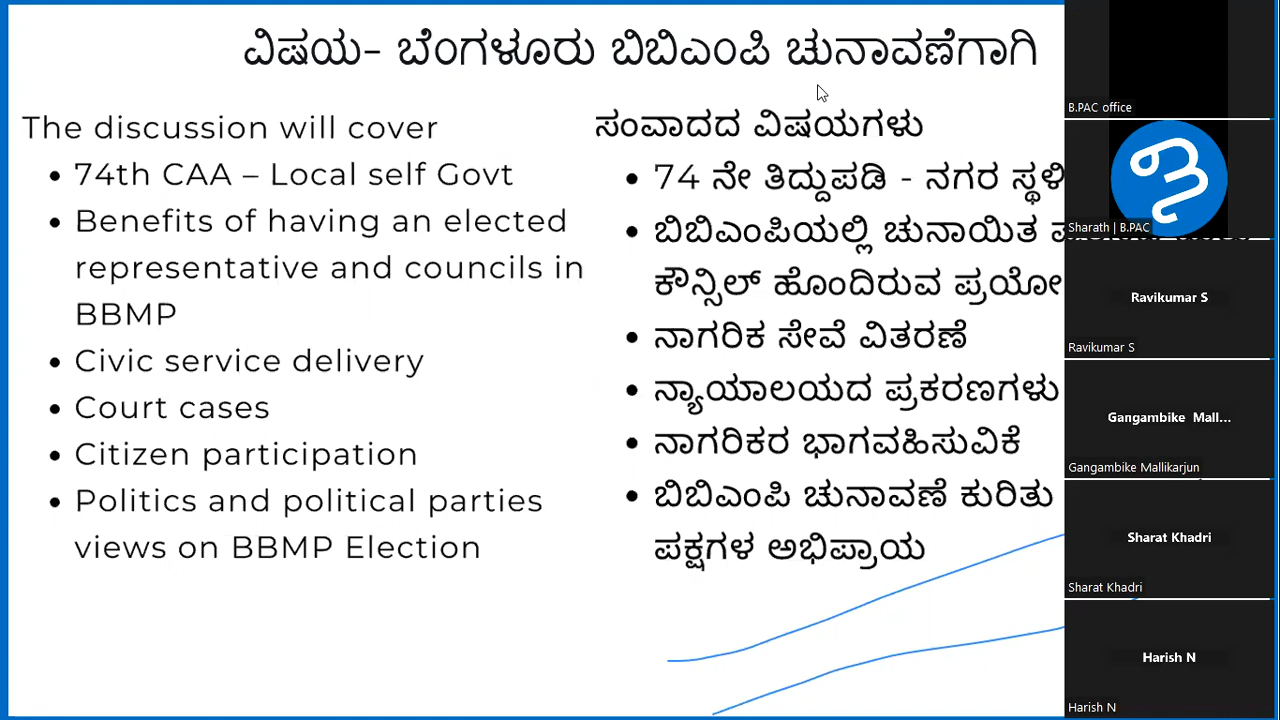 ವಿಷಯ- ಬೆಂಗಳೂರು ಬಿಬಿಎಂಪಿ ಚುನಾವಣೆಗಾಗಿ
The discussion will cover
• 74th CAA – Local self Govt
• Benefits of having an elected
representative and councils in
BBMP
• Civic service delivery
• Court cases
• Citizen participation
• Politics and political parties
views on BBMP Election
ಸಂವಾದದ ವಿಷಯಗಳು
• 74 ನೇ ತಿದ್ದುಪಡಿ - ನಗರ
• ಬಿಬಿಎಂಪಿಯಲ್ಲಿ ಚುನಾಯಿತ
ಕೌನ್ಸಿಲ್ ಹೊಂದಿರುವ
• ನಾಗರಿಕ ಸೇವೆ ವಿತರಣೆ
• ನ್ಯಾಯಾಲಯದ ಪ್ರಕರಣಗಳು
• ನಾಗರಿಕರ ಭಾಗವಹಿಸುವಿಕೆ
• ಬಿಬಿಎಂಪಿ ಚುನಾವಣೆ ಕುರಿತು
ಪಕ್ಷಗಳ ಅಭಿಪ್ರಾಯ
B.PAC office
Sharath | B.PAC
Ravikumar S
Ravikumar S
Gangambike Mall...
Gangambike Mallikarjun
Sharat Khadri
Sharat Khadri
Harish N
Harish N